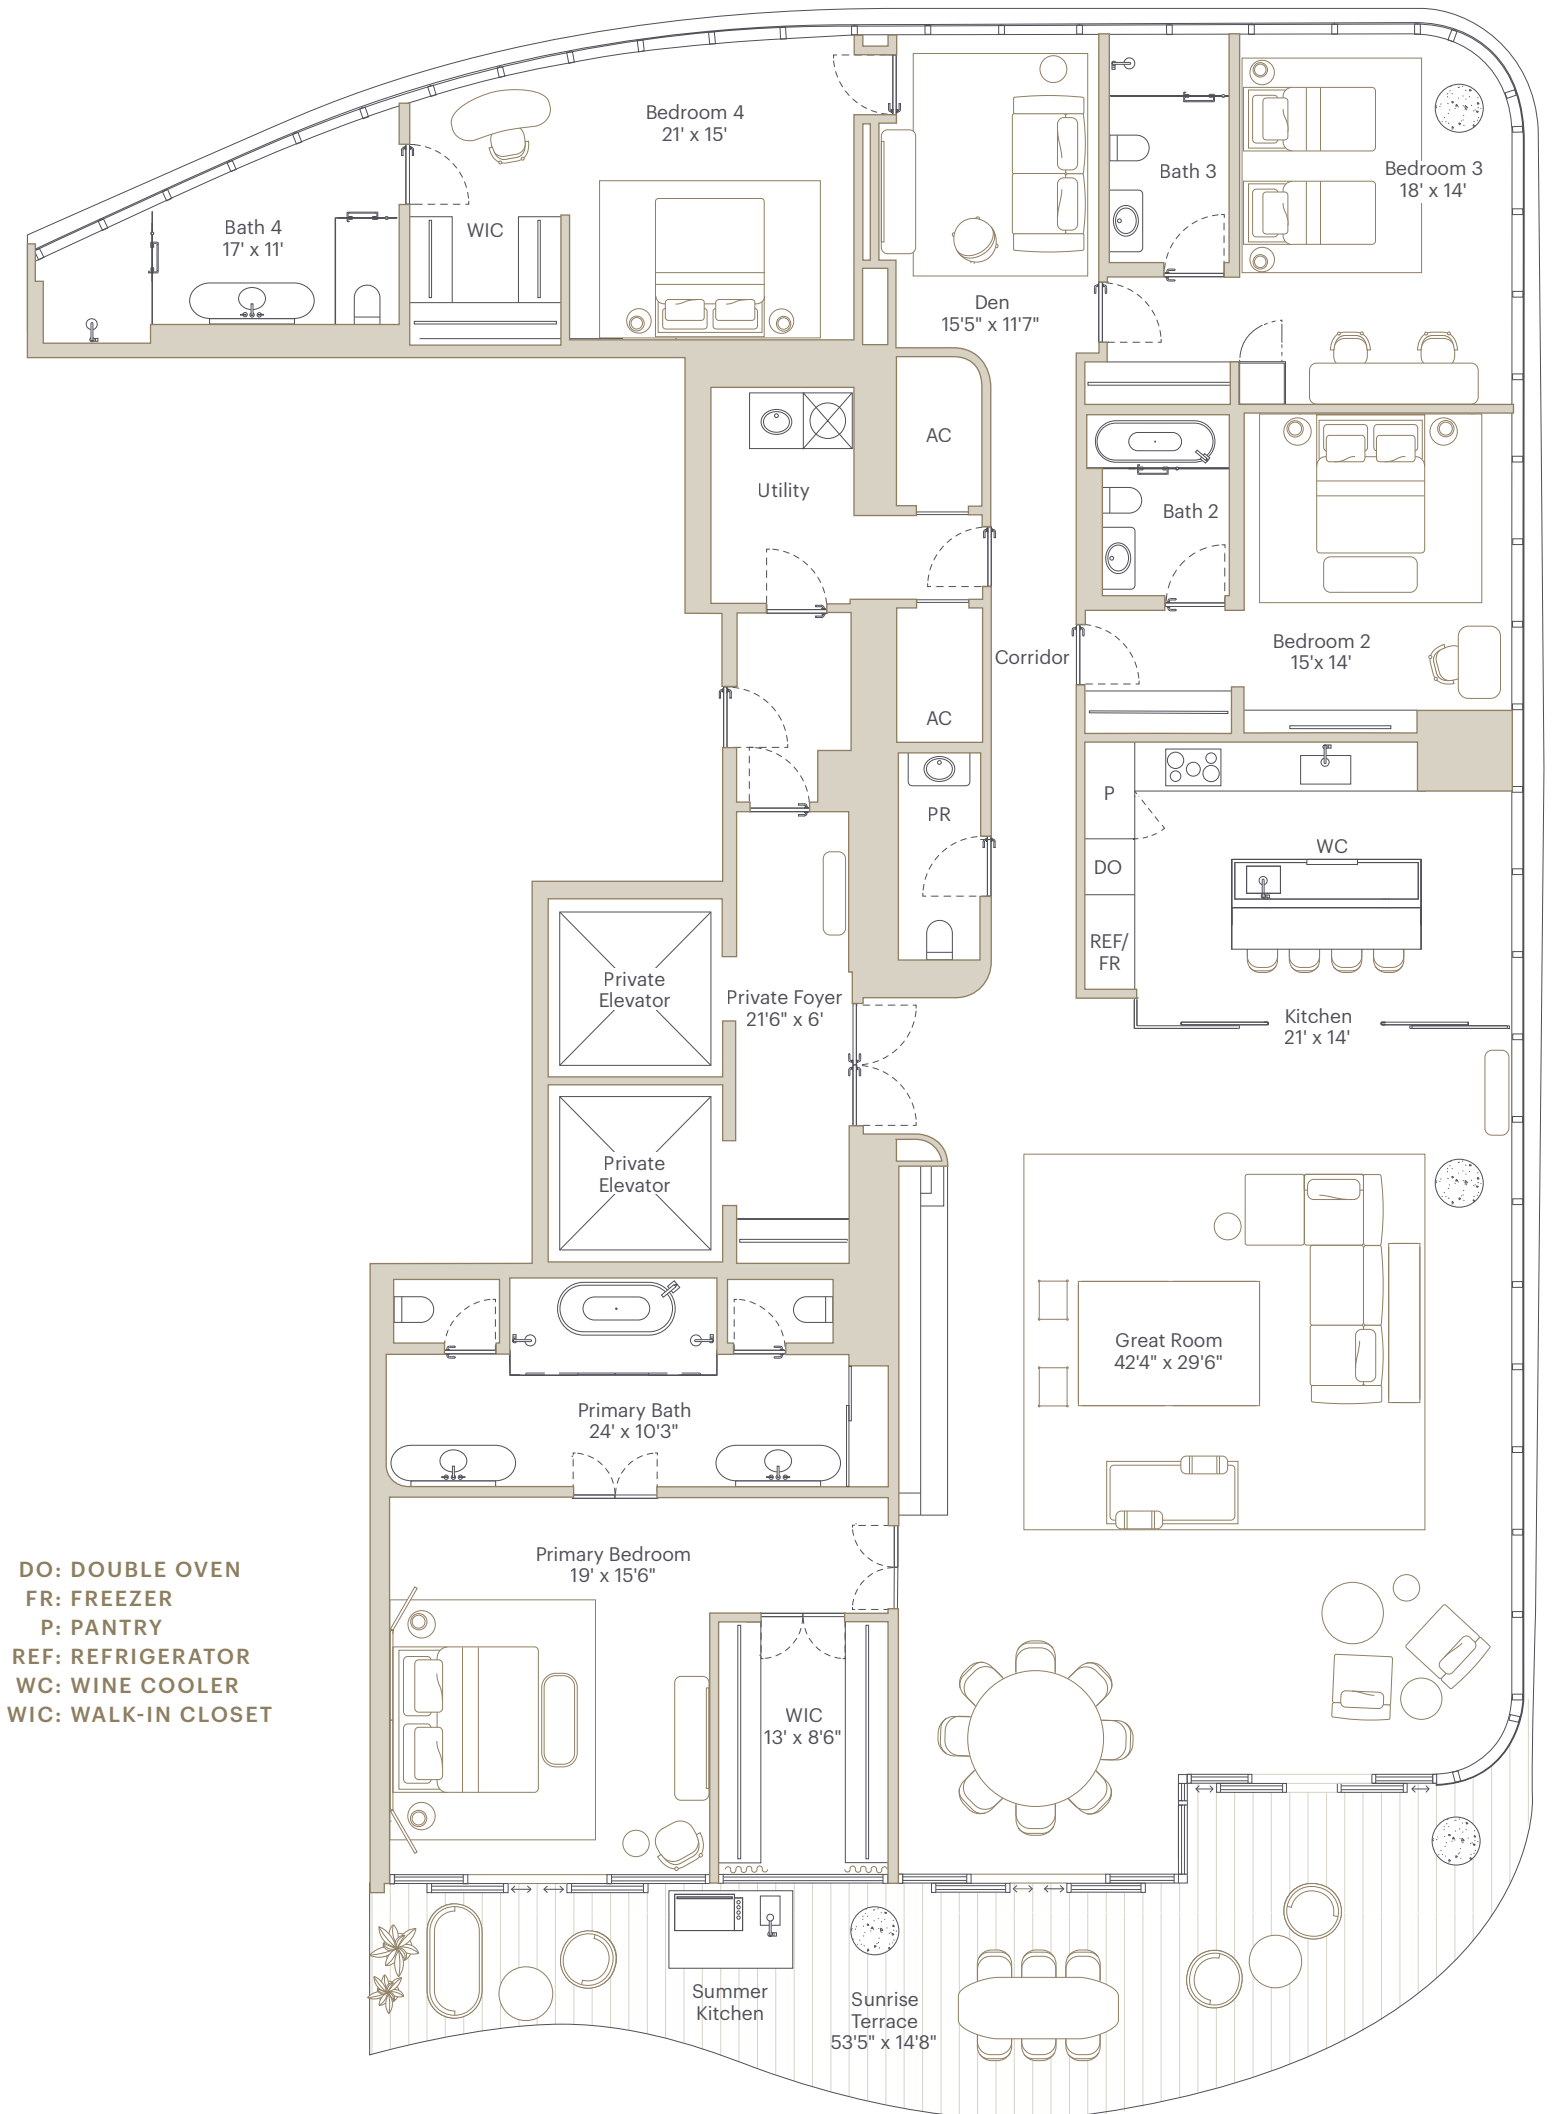 Bedroom 4
21' x 15'
Bath 3
Bedroom 3
18' x 14'
Bath 4
17' x 11'
WIC
Den
15'5" x 11'7"
AC
Utility
Bath 2
Corridor
Bedroom 2
15'x 14'
AC
PR
P
WC
DO
REF/
FR
Private
Elevator
Private Foyer
21'6" x 6'
Kitchen
21' x 14'
Private
Elevator
Great Room
42'4" x 29'6"
Primary Bath
24' x 10'3"
Primary Bedroom
19' x 15'6"
DO: DOUBLE OVEN
FR: FREEZER
P: PANTRY
REF: REFRIGERATOR
WC: WINE COOLER
WIC: WALK-IN CLOSET
WIC
13' x 8'6"
Summer
Kitchen
Sunrise
Terrace
53'5" x 14'8"